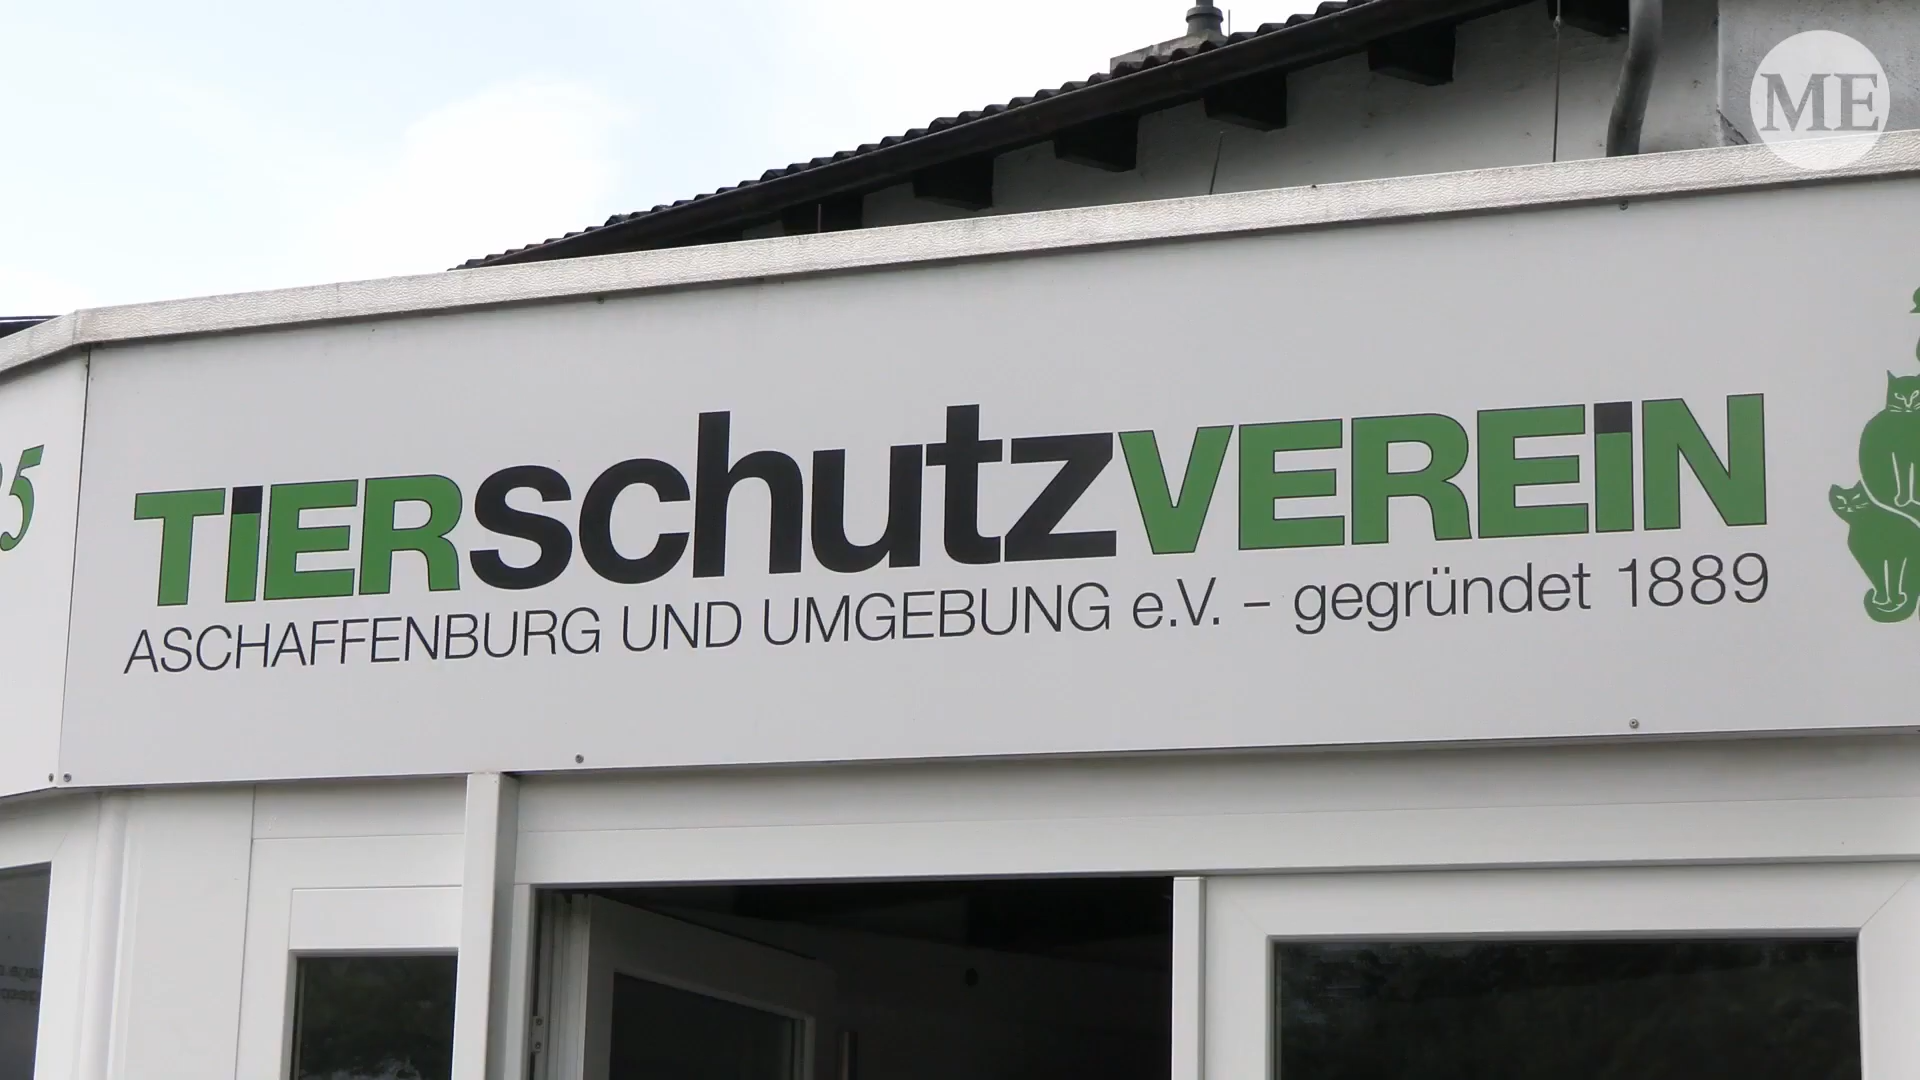 ME
TiERschutzVEREiN
ASCHAFFENBURG UND UMGEBUNG e.V. – gegründet 1889